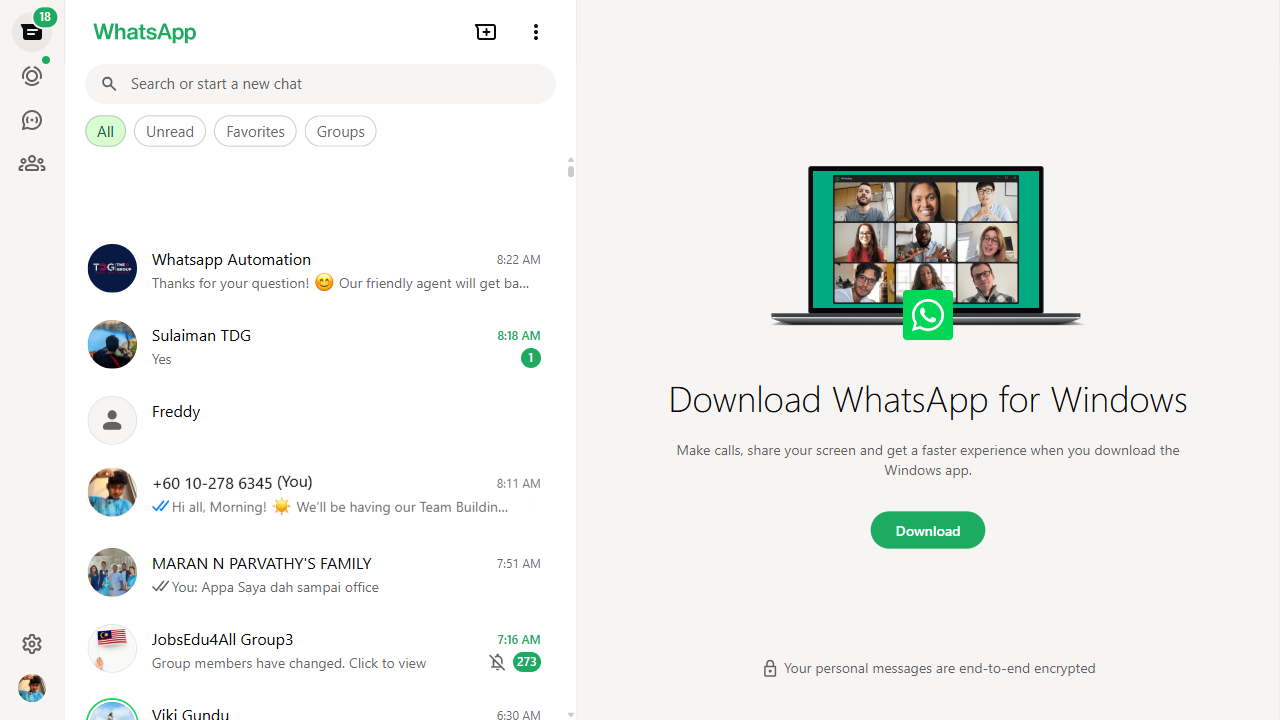 18
WhatsApp
Search or start a new chat
All
Unread
Favorites
Groups
Whatsapp Automation
8:22 AM
Thanks for your question! 😊 Our friendly agent will get ba...
Sulaiman TDG
8:18 AM
Yes
1
Freddy
+60 10-278 6345 (You)
8:11 AM
Hi all, Morning! ☀️ We'll be having our Team Buildin...
MARAN N PARVATHY'S FAMILY
7:51 AM
You: Appa Saya dah sampai office
JobsEdu4All Group3
7:16 AM
Group members have changed. Click to view
273
Viki Gundu
6:30 AM
Download WhatsApp for Windows
Make calls, share your screen and get a faster experience when you download the
Windows app.
Download
Your personal messages are end-to-end encrypted